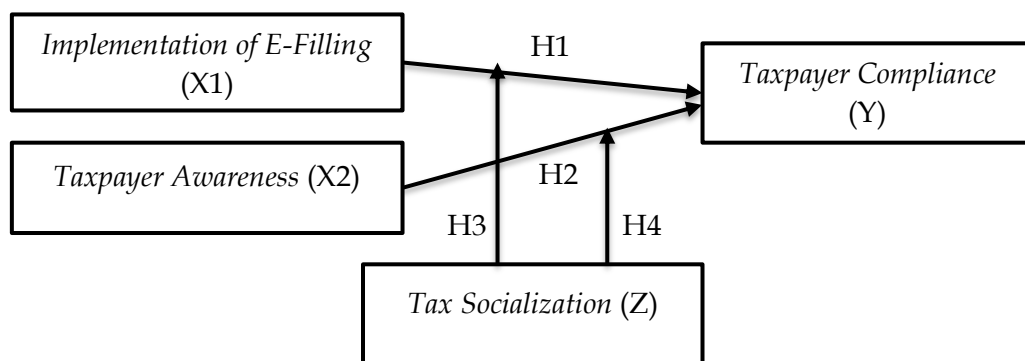 Implementation of E-Filling
(X1)
H1
Taxpayer Compliance
(Y)
Taxpayer Awareness (X2)
H2
H3
H4
Tax Socialization (Z)